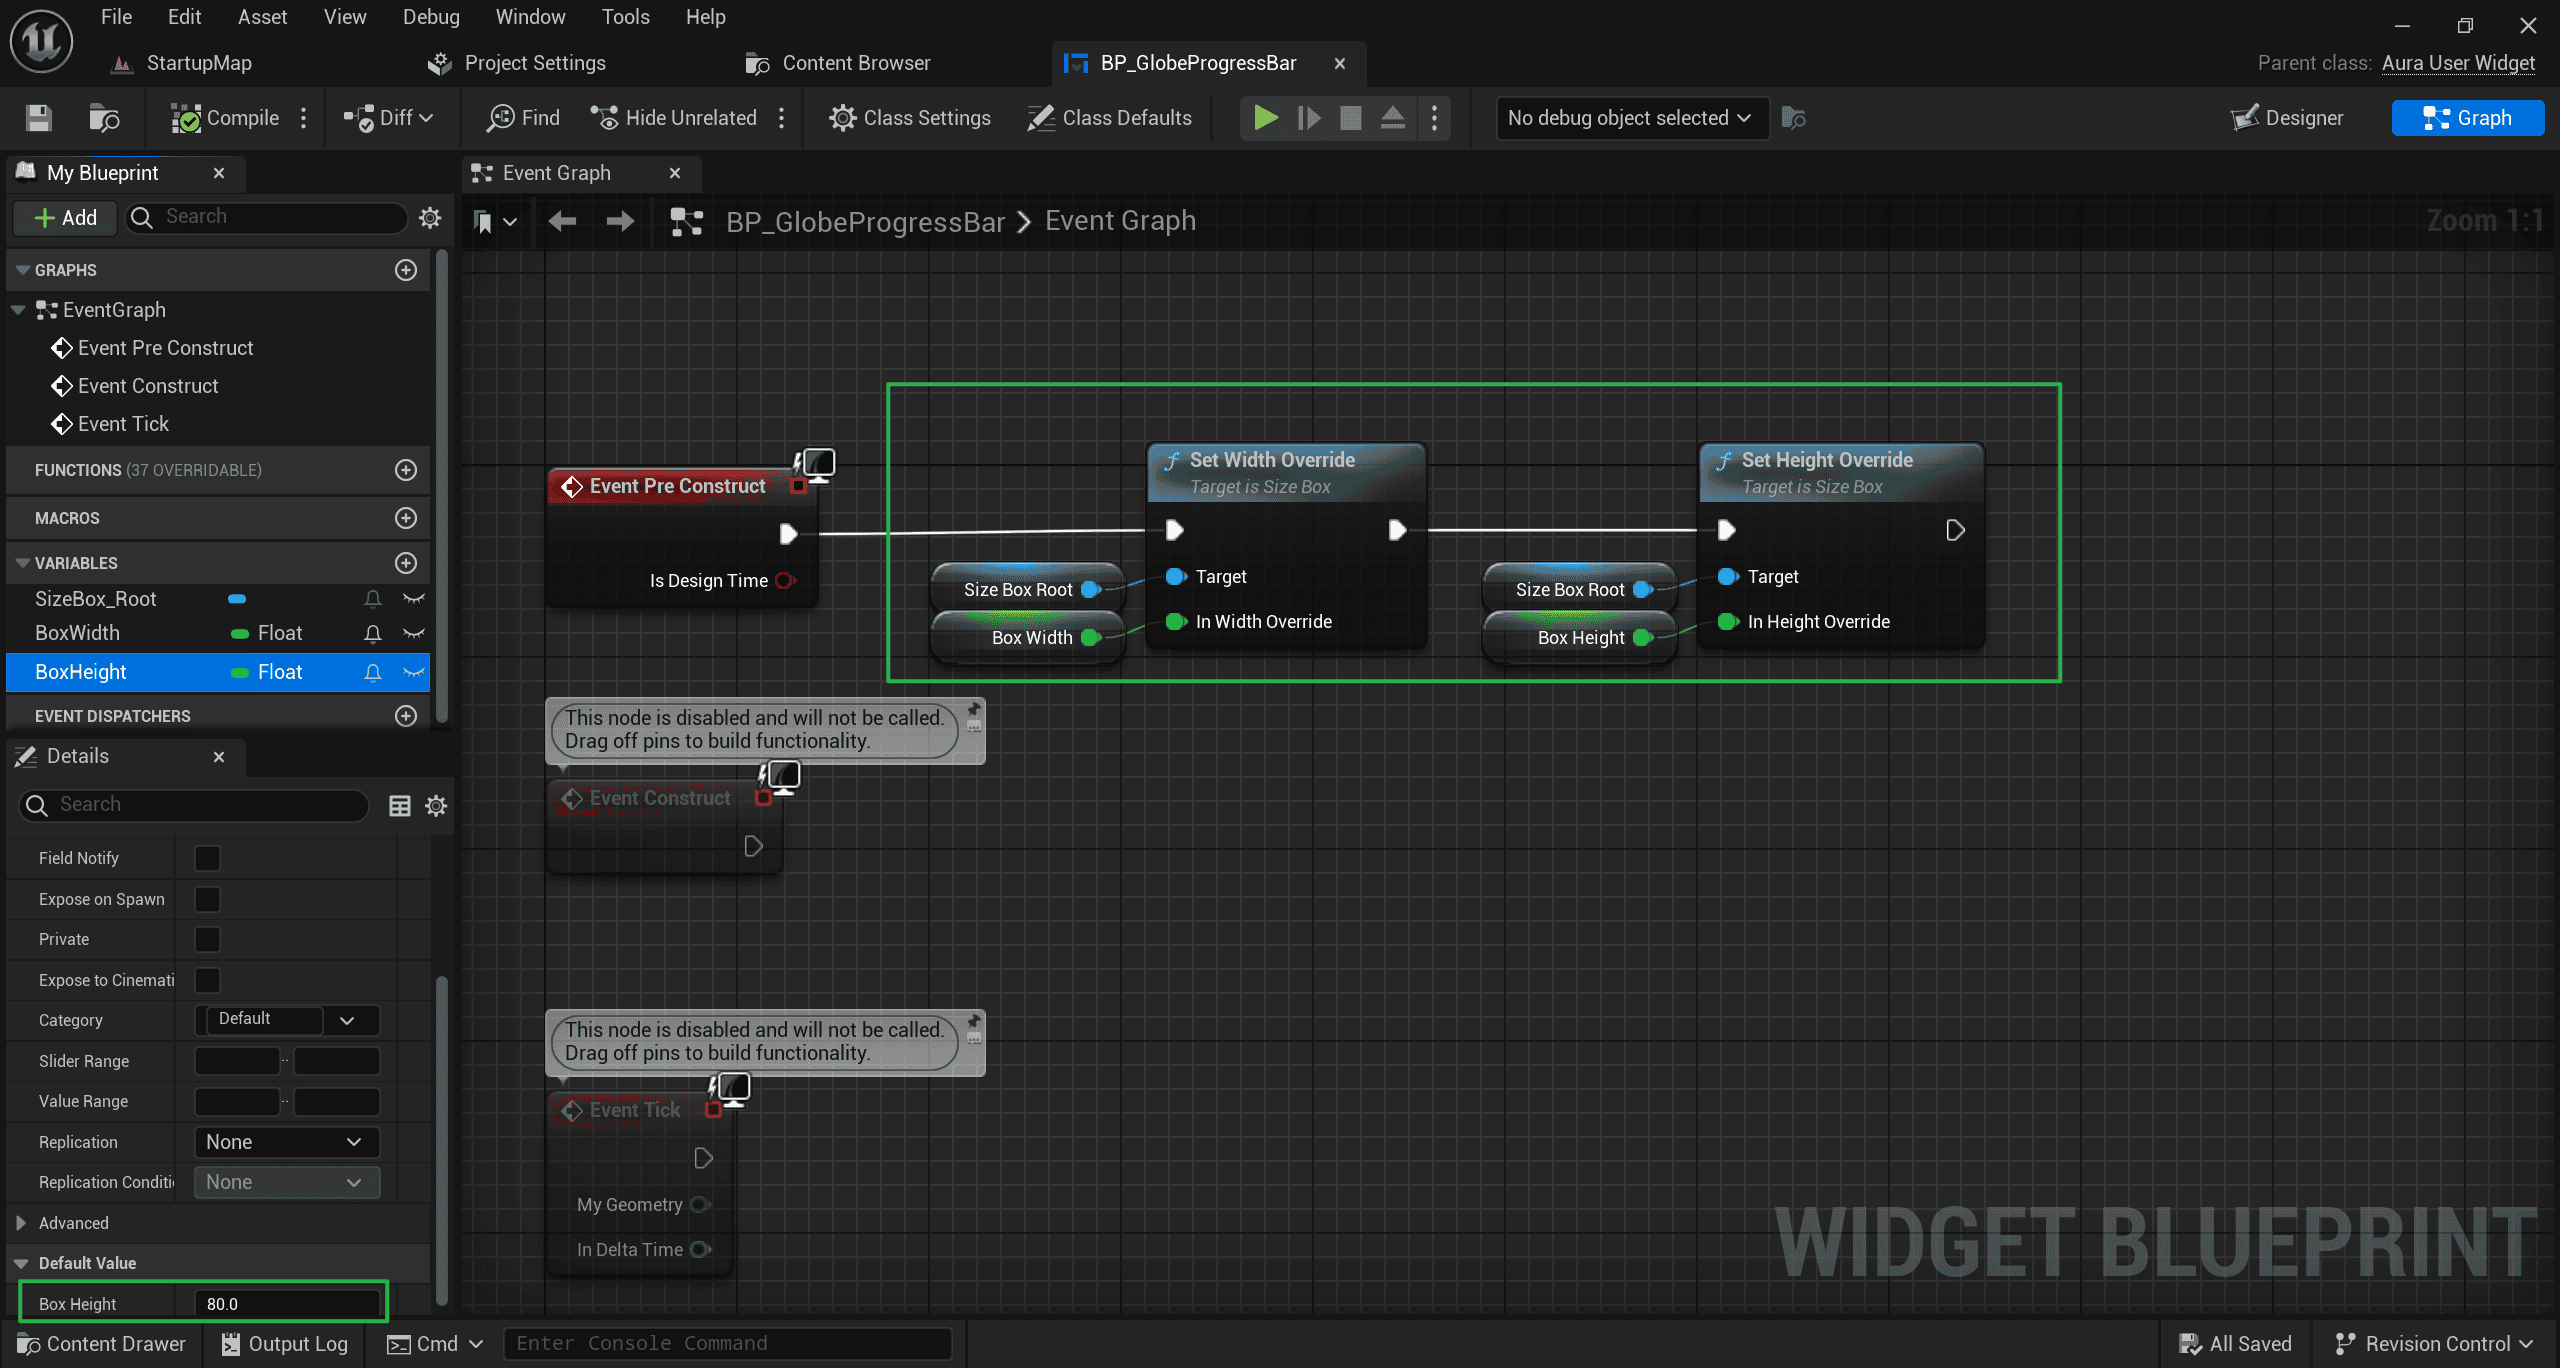 File Edit Asset View Debug Window Tools Help
StartupMap Project Settings Content Browser BP_GlobeProgressBar
Parent class: Aura User Widget
Compile Diff Find Hide Unrelated Class Settings Class Defaults No debug object selected Designer Graph
My Blueprint
Add Search
GRAPHS
EventGraph
Event Pre Construct
Event Construct
Event Tick
FUNCTIONS (37 OVERRIDABLE)
MACROS
VARIABLES
SizeBox_Root
BoxWidth Float
BoxHeight Float
EVENT DISPATCHERS
Details
Search
Field Notify
Expose on Spawn
Private
Expose to Cinemati
Category Default
Slider Range
Value Range
Replication None
Replication Conditi None
Advanced
Default Value
Box Height 80.0
Event Graph
BP_GlobeProgressBar > Event Graph
Zoom 1:1
Event Pre Construct
Is Design Time
Set Width Override
Target is Size Box
Size Box Root
Target
Box Width
In Width Override
Set Height Override
Target is Size Box
Size Box Root
Target
Box Height
In Height Override
This node is disabled and will not be called.
Drag off pins to build functionality.
Event Construct
This node is disabled and will not be called.
Drag off pins to build functionality.
Event Tick
My Geometry
In Delta Time
WIDGET BLUEPRINT
Content Drawer Output Log Cmd Enter Console Command All Saved Revision Control